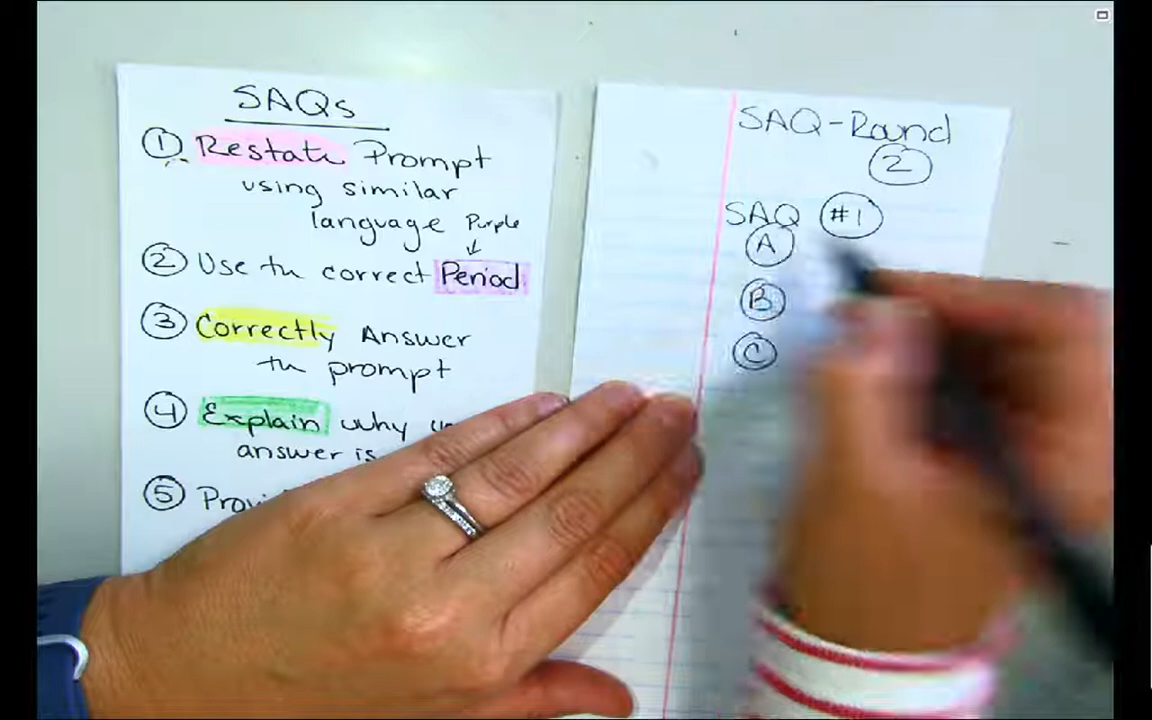 SAQs
① Restate Prompt
using similar
language Purple
↓
② Use the correct Period
③ Correctly Answer
the prompt
④ Explain why
answer is
⑤
SAQ-Round
②
SAQ #1
A
B
C